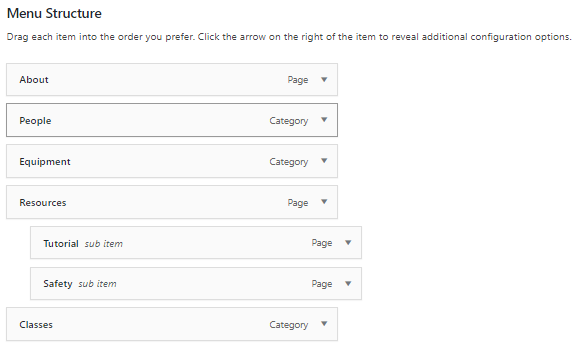 Menu Structure
Drag each item into the order you prefer. Click the arrow on the right of the item to reveal additional configuration options.
About Page
People Category
Equipment Category
Resources Page
Tutorial sub item Page
Safety sub item Page
Classes Category